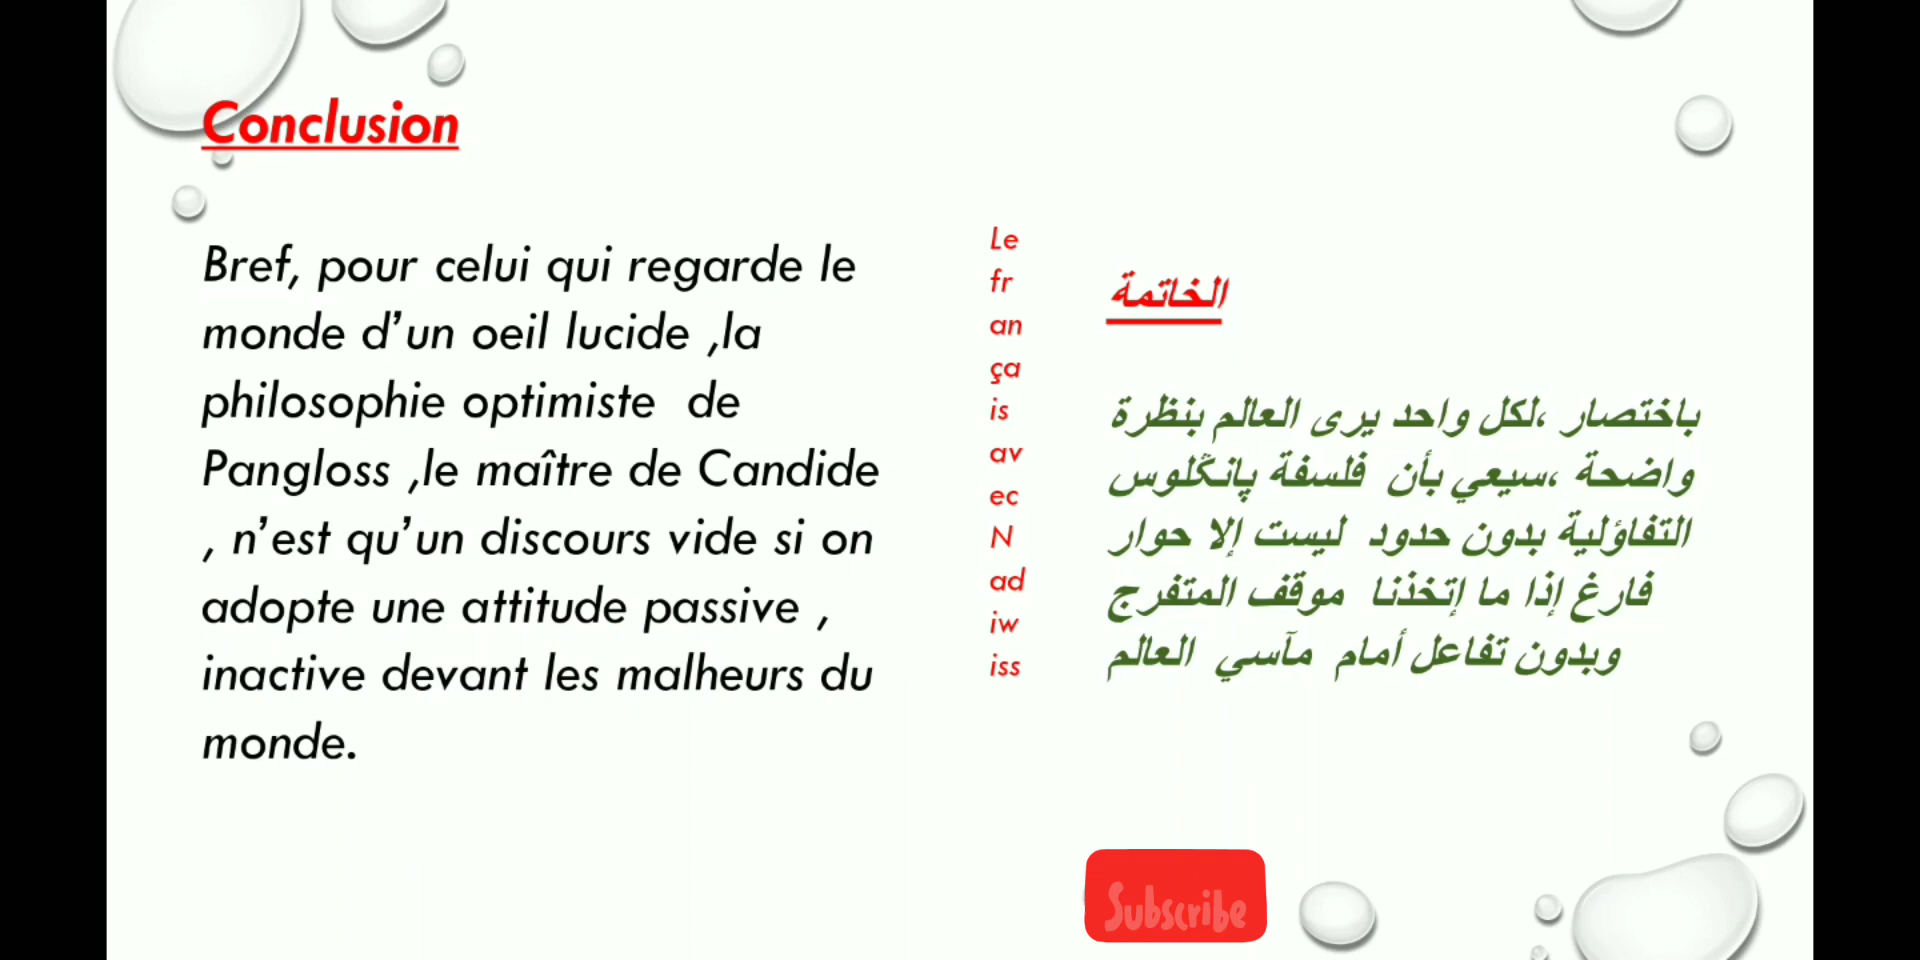 Conclusion
Bref, pour celui qui regarde le
monde d’un oeil lucide ,la
philosophie optimiste  de
Pangloss ,le maître de Candide
, n’est qu’un discours vide si on
adopte une attitude passive ,
inactive devant les malheurs du
monde.
Le
fr
an
ça
is
av
ec
N
ad
iw
iss
الخاتمة
باختصار ،لكل واحد يرى العالم بنظرة
واضحة ،سيعي بأن  فلسفة پانڭلوس
التفاؤلية بدون حدود  ليست إلا حوار
فارغ إذا ما إتخذنا  موقف المتفرج
وبدون تفاعل أمام  مآسي  العالم
Subscribe